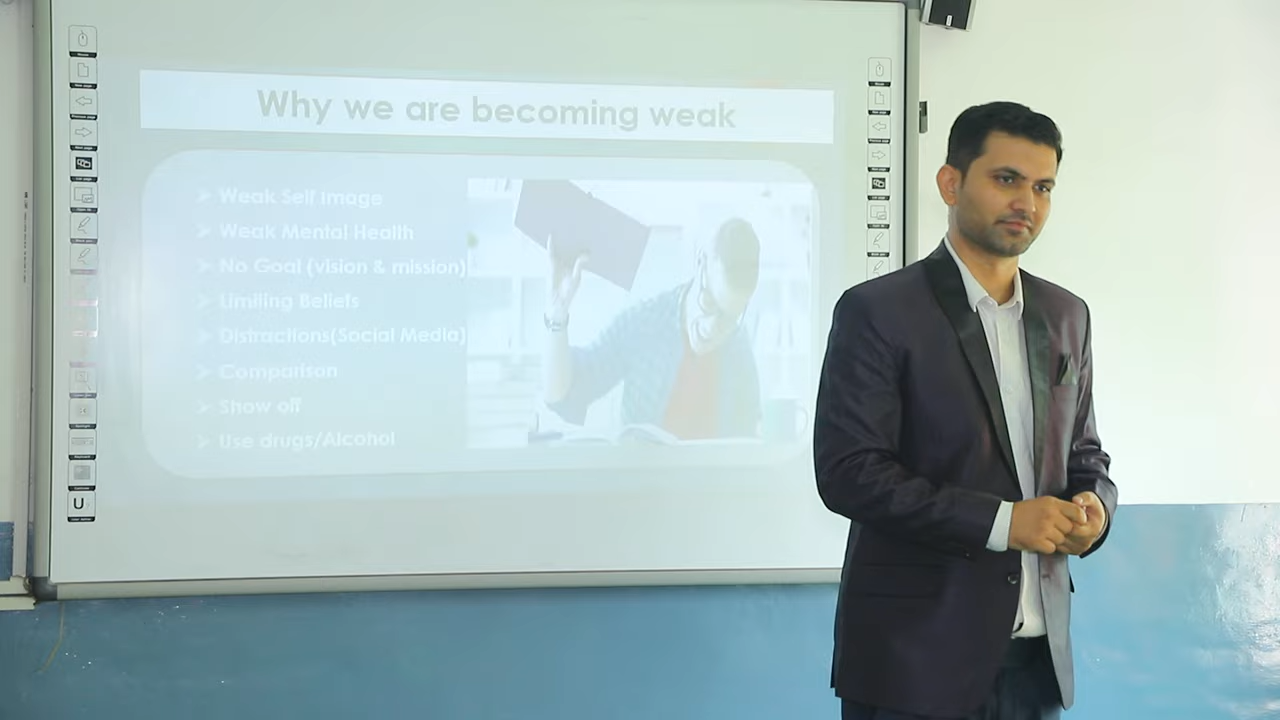 Why we are becoming weak
➢ Weak Self Image
➢ Weak Mental Health
➢ No Goal (vision & mission)
➢ Limiting Beliefs
➢ Distractions(Social Media)
➢ Comparison
➢ Show off
➢ Use drugs/Alcohol
U